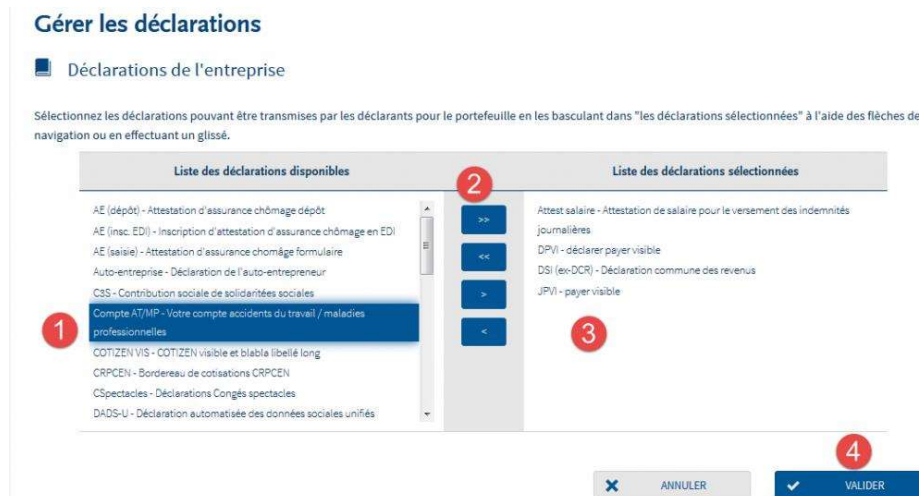 Gérer les déclarations
Déclarations de l'entreprise
Sélectionnez les déclarations pouvant être transmises par les déclarants pour le portefeuille en les basculant dans "les déclarations sélectionnées" à l'aide des flèches de
navigation ou en effectuant un glissé.
Liste des déclarations disponibles
AE (dépôt) - Attestation d'assurance chômage dépôt
AE (insc. EDI) - Inscription d'attestation d'assurance chômage en EDI
AE (saisie) - Attestation d'assurance chomâge formulaire
Auto-entreprise - Déclaration de l'auto-entrepreneur
C3S - Contribution sociale de solidaritées sociales
1
Compte AT/MP - Votre compte accidents du travail / maladies
professionnelles
COTIZEN VIS - COTIZEN visible et blabla libellé long
CRPCEN - Bordereau de cotisations CRPCEN
CSpectacles - Déclarations Congés spectacles
DADS-U - Déclaration automatisée des données sociales unifiés
2
>>
<<
>
<
Liste des déclarations sélectionnées
Attest salaire - Attestation de salaire pour le versement des indemnités
journalières
DPVI - déclarer payer visible
DSI (ex-DCR) - Déclaration commune des revenus
JPVI - payer visible
3
4
ANNULER
VALIDER